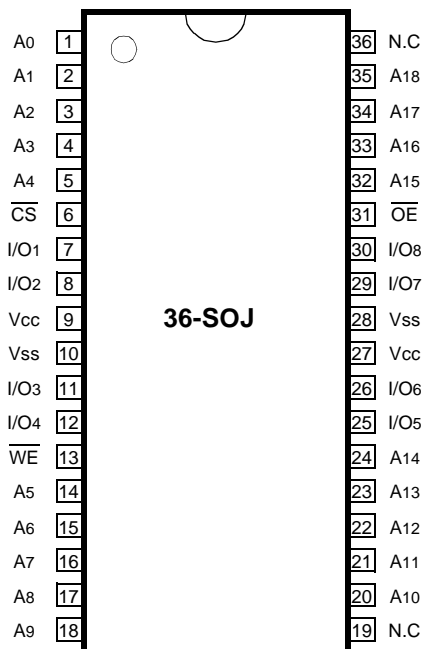 A0 1 36 N.C
A1 2 35 A18
A2 3 34 A17
A3 4 33 A16
A4 5 32 A15
CS 6 31 OE
I/O1 7 30 I/O8
I/O2 8 29 I/O7
Vcc 9 36-SOJ 28 Vss
Vss 10 27 Vcc
I/O3 11 26 I/O6
I/O4 12 25 I/O5
WE 13 24 A14
A5 14 23 A13
A6 15 22 A12
A7 16 21 A11
A8 17 20 A10
A9 18 19 N.C